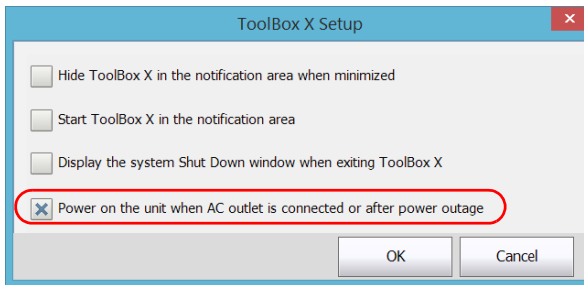 ToolBox X Setup
Hide ToolBox X in the notification area when minimized
Start ToolBox X in the notification area
Display the system Shut Down window when exiting ToolBox X
Power on the unit when AC outlet is connected or after power outage
OK Cancel